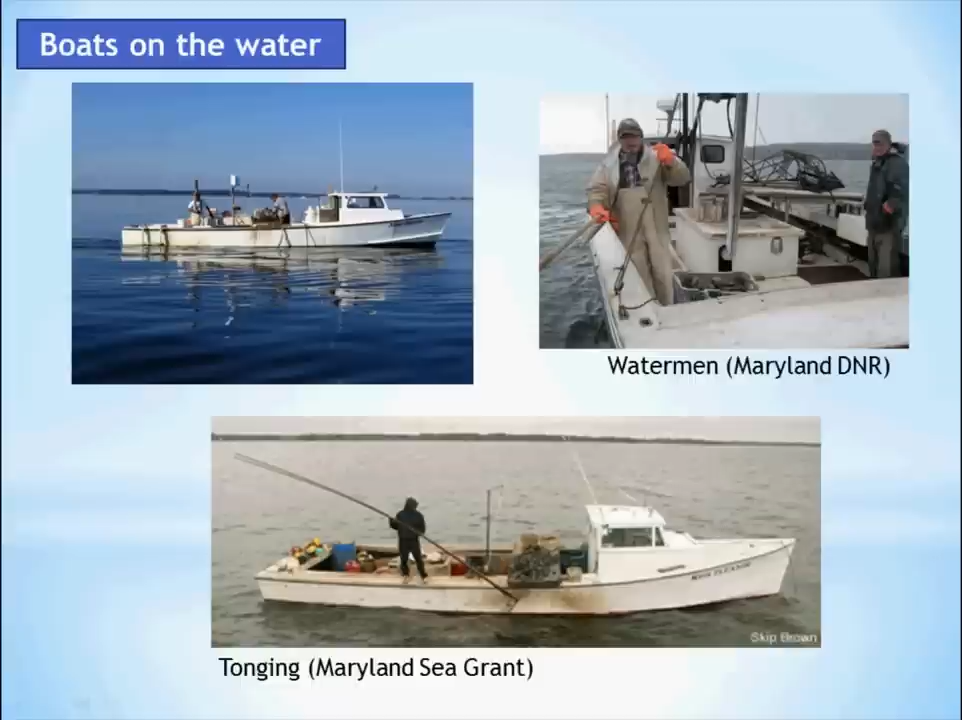 Boats on the water
Watermen (Maryland DNR)
Skip Brown
Tonging (Maryland Sea Grant)